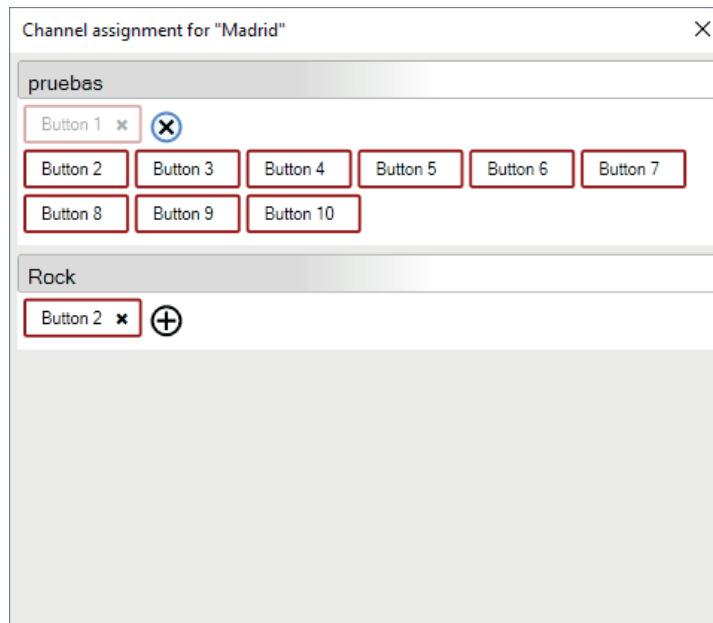 Channel assignment for "Madrid"
pruebas
Button 1
Button 2 Button 3 Button 4 Button 5 Button 6 Button 7
Button 8 Button 9 Button 10
Rock
Button 2